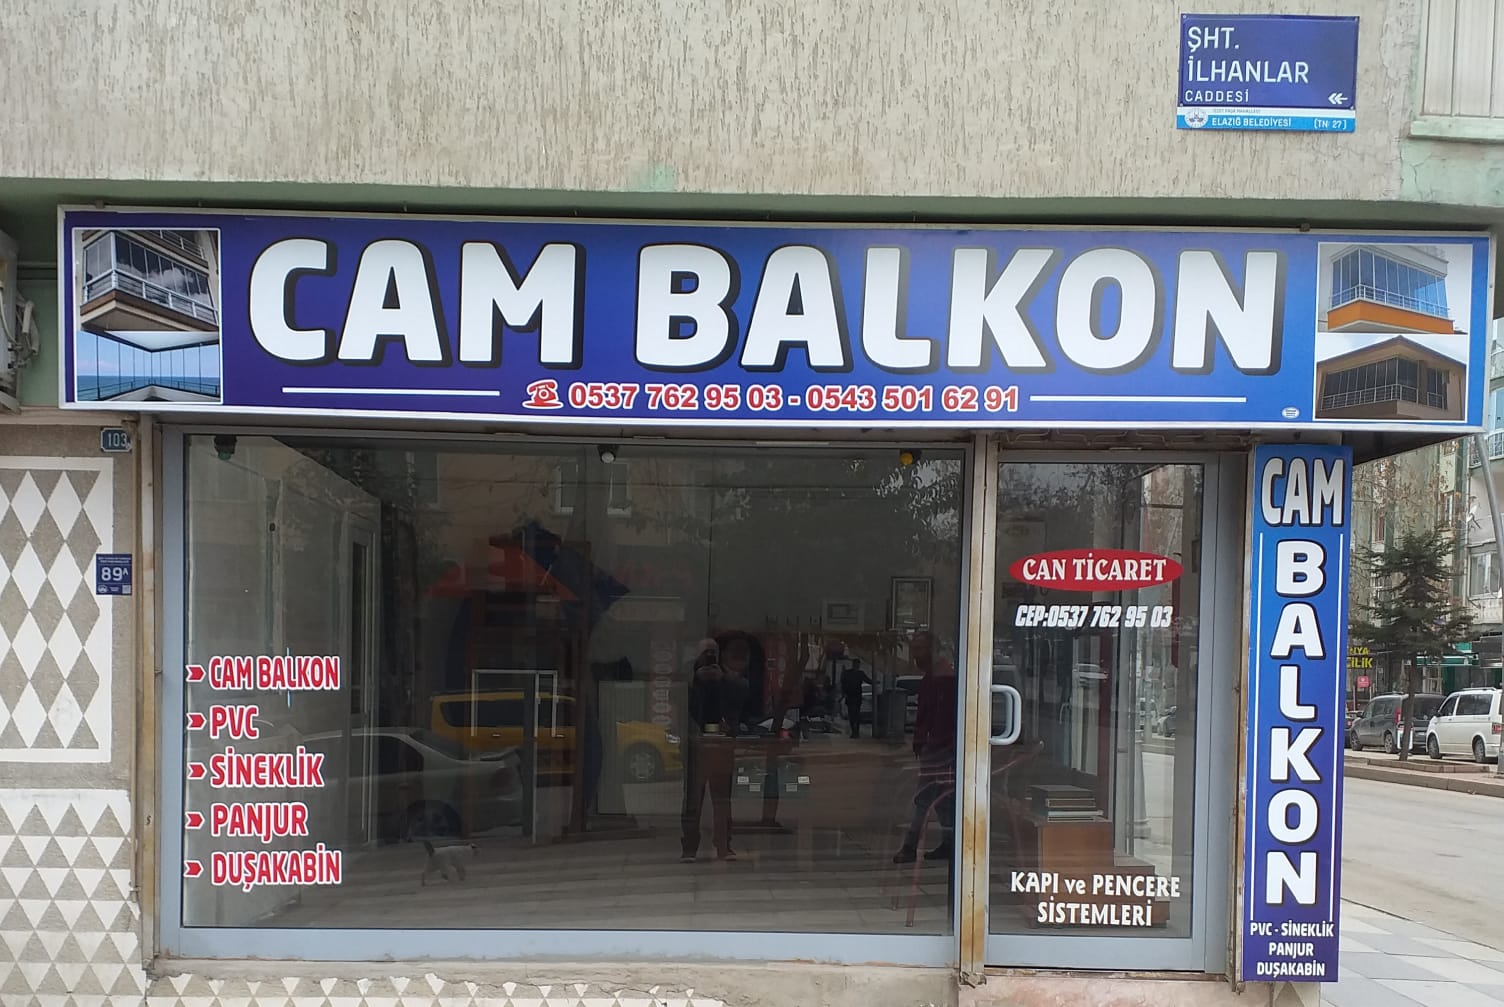 ŞHT.
İLHANLAR
CADDESİ
ELAZIĞ BELEDİYESİ (TN: 27)
CAM BALKON
0537 762 95 03 - 0543 501 62 91
103
89A
CAM BALKON
PVC
SİNEKLİK
PANJUR
DUŞAKABİN
CAN TİCARET
CEP:0537 762 95 03
KAPI ve PENCERE
SİSTEMLERİ
CAM
BALKON
PVC - SİNEKLİK
PANJUR
DUŞAKABİN